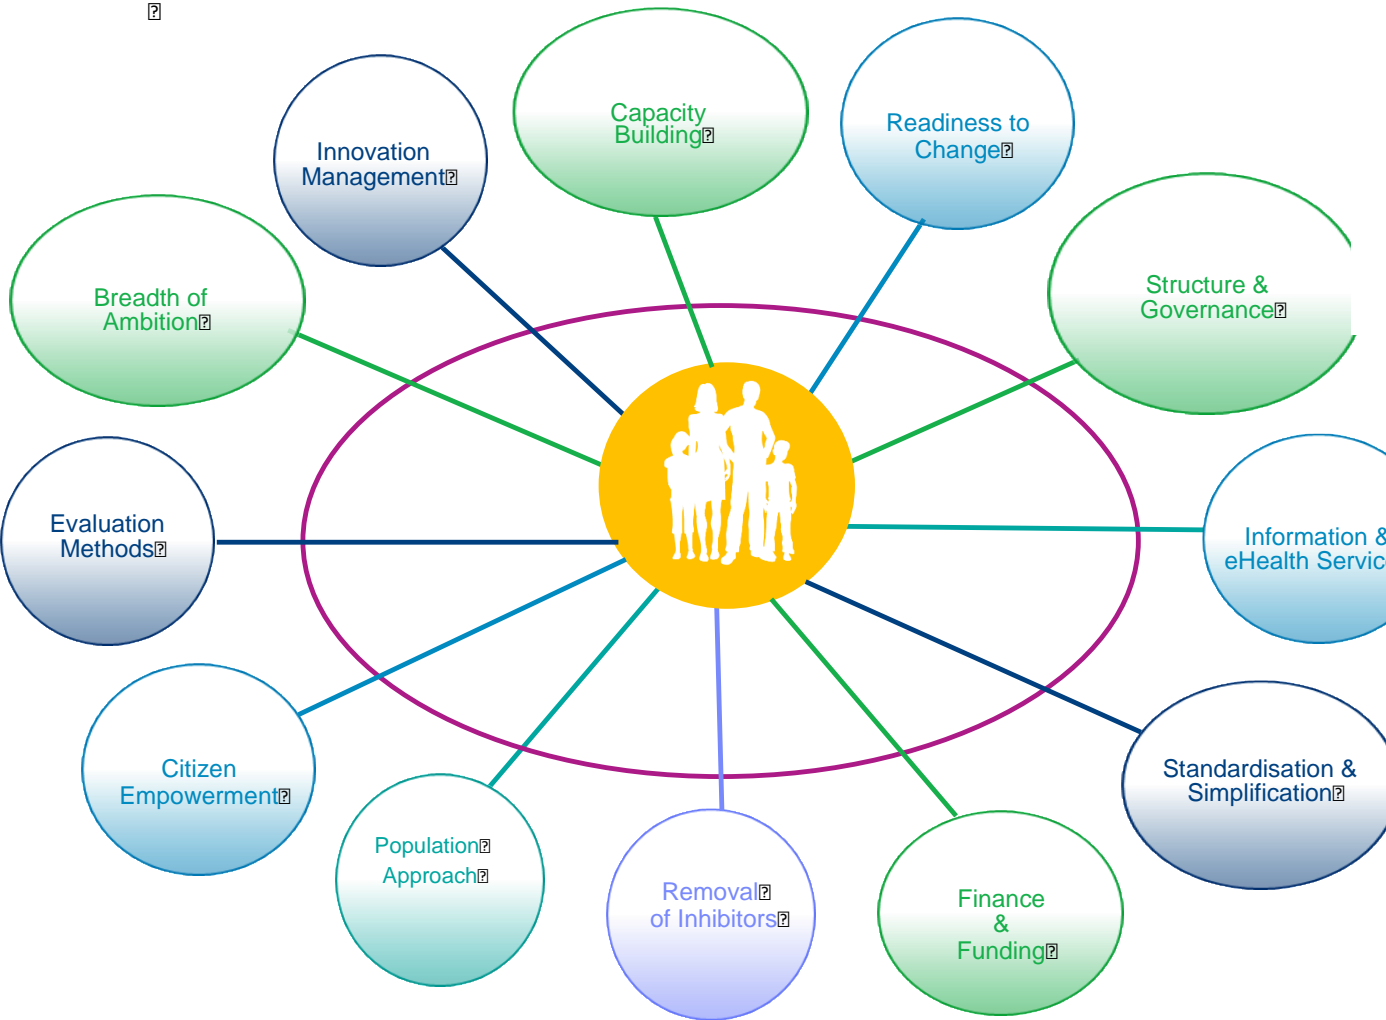 Capacity
Building
Readiness to
Change
Innovation
Management
Structure &
Governance
Breadth of
Ambition
Evaluation
Methods
Information &
eHealth Servic
Citizen
Empowerment
Standardisation &
Simplification
Population
Approach
Removal
of Inhibitors
Finance
&
Funding